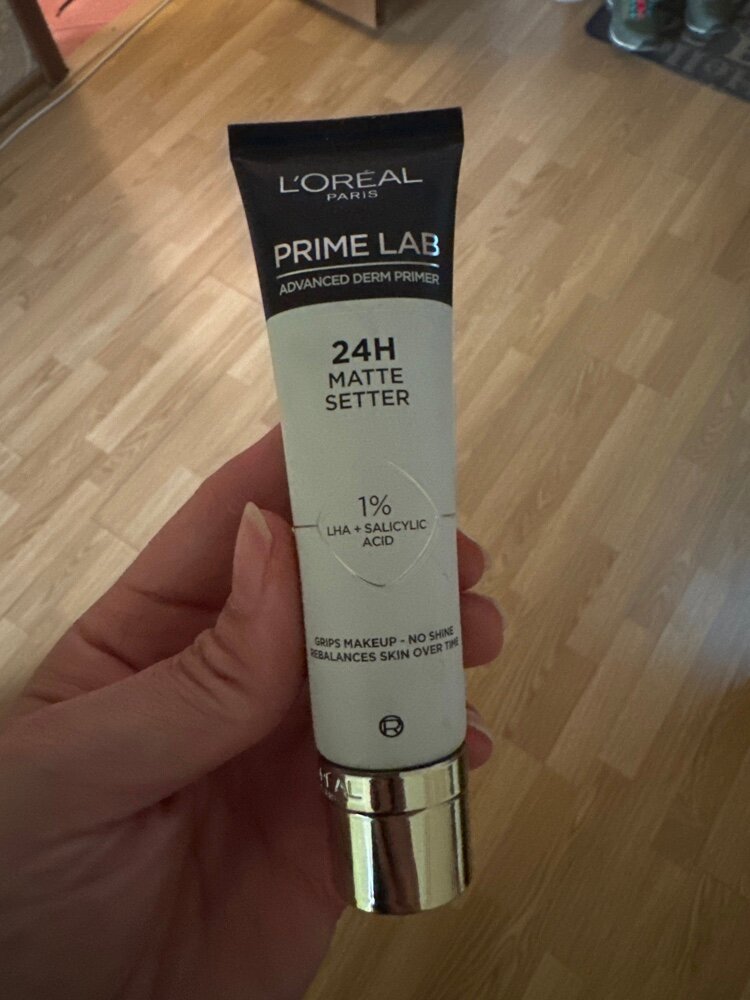 L'ORÉAL
PARIS
PRIME LAB
ADVANCED DERM PRIMER
24H
MATTE
SETTER
1%
LHA + SALICYLIC
ACID
GRIPS MAKEUP - NO SHINE
REBALANCES SKIN OVER TIME